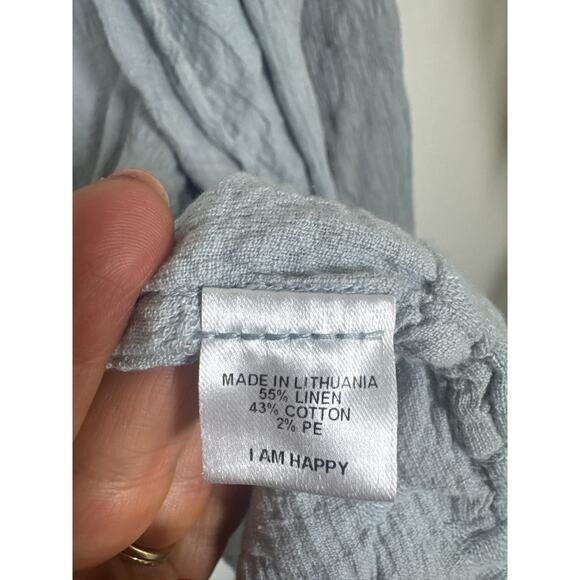 MADE IN LITHUANIA
55% LINEN
43% COTTON
2% PE
I AM HAPPY